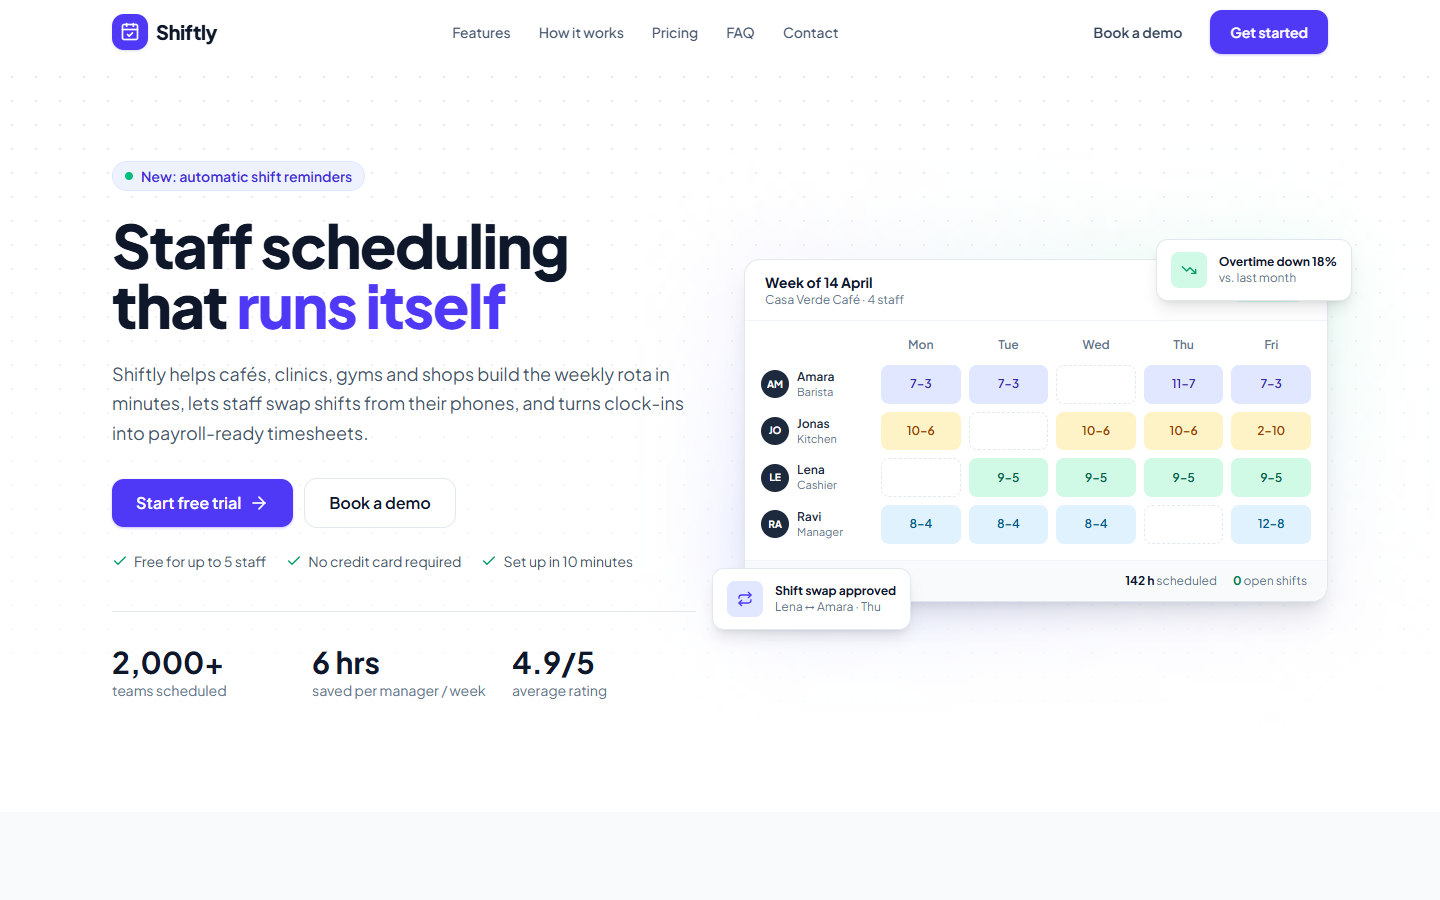 Shiftly
Features How it works Pricing FAQ Contact
Book a demo Get started
New: automatic shift reminders
Staff scheduling
that runs itself
Shiftly helps cafés, clinics, gyms and shops build the weekly rota in
minutes, lets staff swap shifts from their phones, and turns clock-ins
into payroll-ready timesheets.
Start free trial → Book a demo
Free for up to 5 staff No credit card required Set up in 10 minutes
2,000+ 6 hrs 4.9/5
teams scheduled saved per manager / week average rating
Overtime down 18%
vs. last month
Week of 14 April
Casa Verde Café · 4 staff
Mon Tue Wed Thu Fri
AM Amara 7–3 7–3 11–7 7–3
Barista
JO Jonas 10–6 10–6 10–6 2–10
Kitchen
LE Lena 9–5 9–5 9–5 9–5
Cashier
RA Ravi 8–4 8–4 8–4 12–8
Manager
142 h scheduled 0 open shifts
Shift swap approved
Lena ↔ Amara · Thu